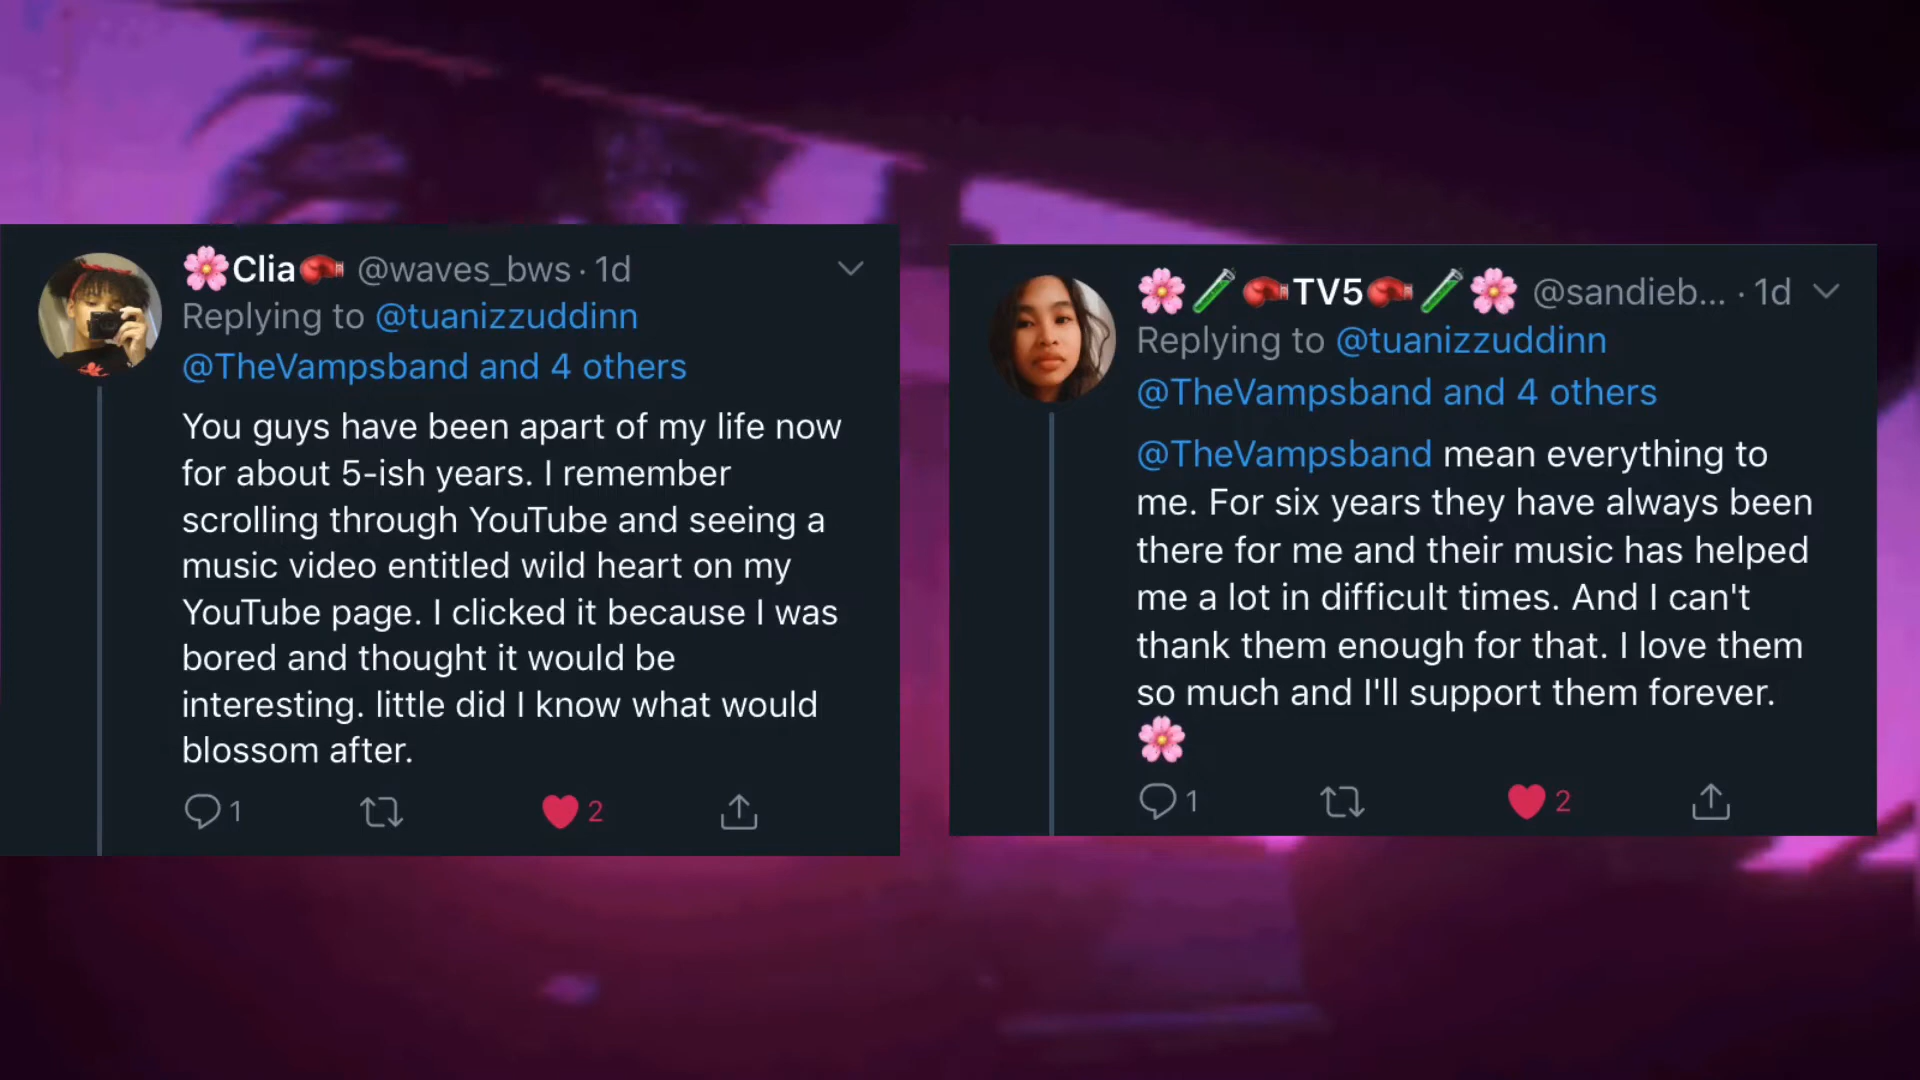 🌸Clia🥊 @waves_bws · 1d
Replying to @tuanizzuddinn
@TheVampsband and 4 others
You guys have been apart of my life now
for about 5-ish years. I remember
scrolling through YouTube and seeing a
music video entitled wild heart on my
YouTube page. I clicked it because I was
bored and thought it would be
interesting. little did I know what would
blossom after.
1
2
🌸🧪🥊TV5🥊🧪🌸 @sandieb... · 1d
Replying to @tuanizzuddinn
@TheVampsband and 4 others
@TheVampsband mean everything to
me. For six years they have always been
there for me and their music has helped
me a lot in difficult times. And I can't
thank them enough for that. I love them
so much and I'll support them forever.
🌸
1
2